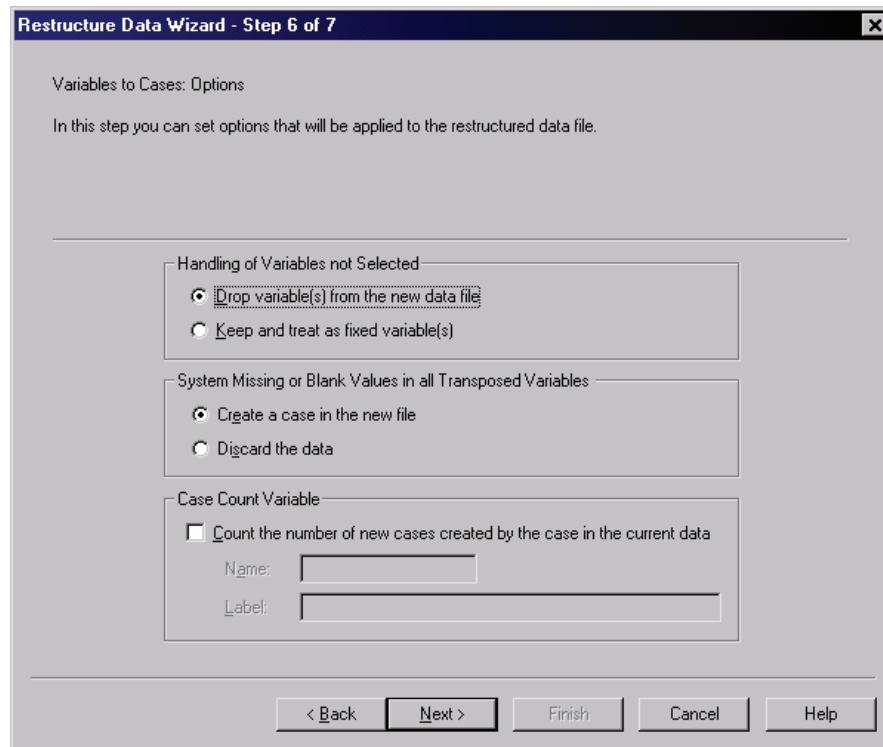 Restructure Data Wizard - Step 6 of 7
Variables to Cases: Options
In this step you can set options that will be applied to the restructured data file.
Handling of Variables not Selected
Drop variable(s) from the new data file
Keep and treat as fixed variable(s)
System Missing or Blank Values in all Transposed Variables
Create a case in the new file
Discard the data
Case Count Variable
Count the number of new cases created by the case in the current data
Name:
Label:
< Back Next > Finish Cancel Help